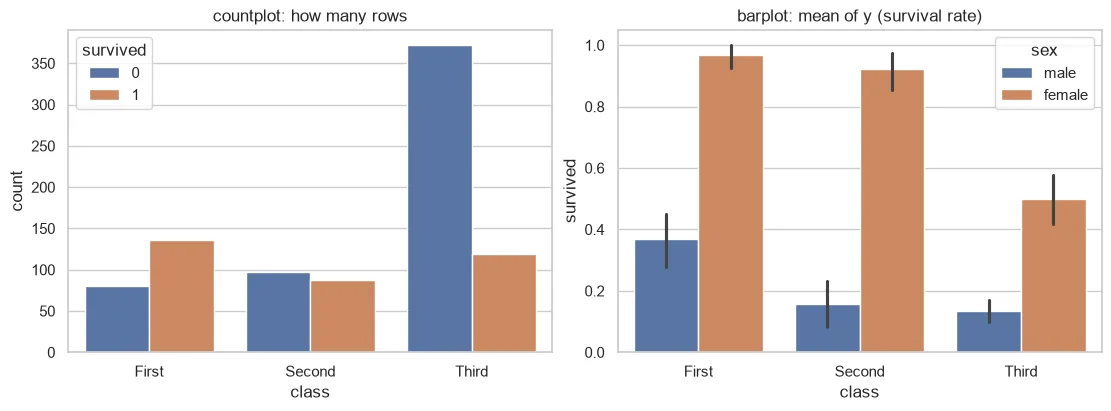 countplot: how many rows
survived
0
1
350
300
250
200
150
100
50
0
count
First
Second
Third
class
barplot: mean of y (survival rate)
sex
male
female
1.0
0.8
0.6
0.4
0.2
0.0
survived
First
Second
Third
class